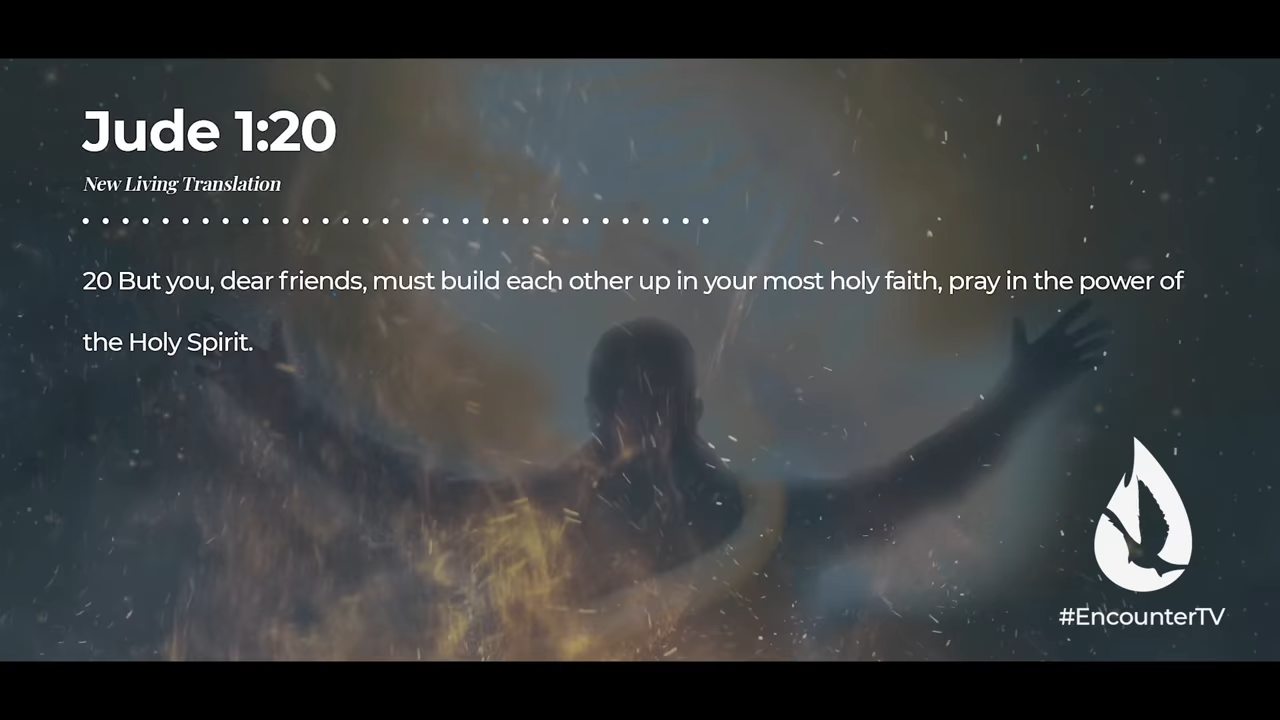 Jude 1:20
New Living Translation
20 But you, dear friends, must build each other up in your most holy faith, pray in the power of
the Holy Spirit.
#EncounterTV